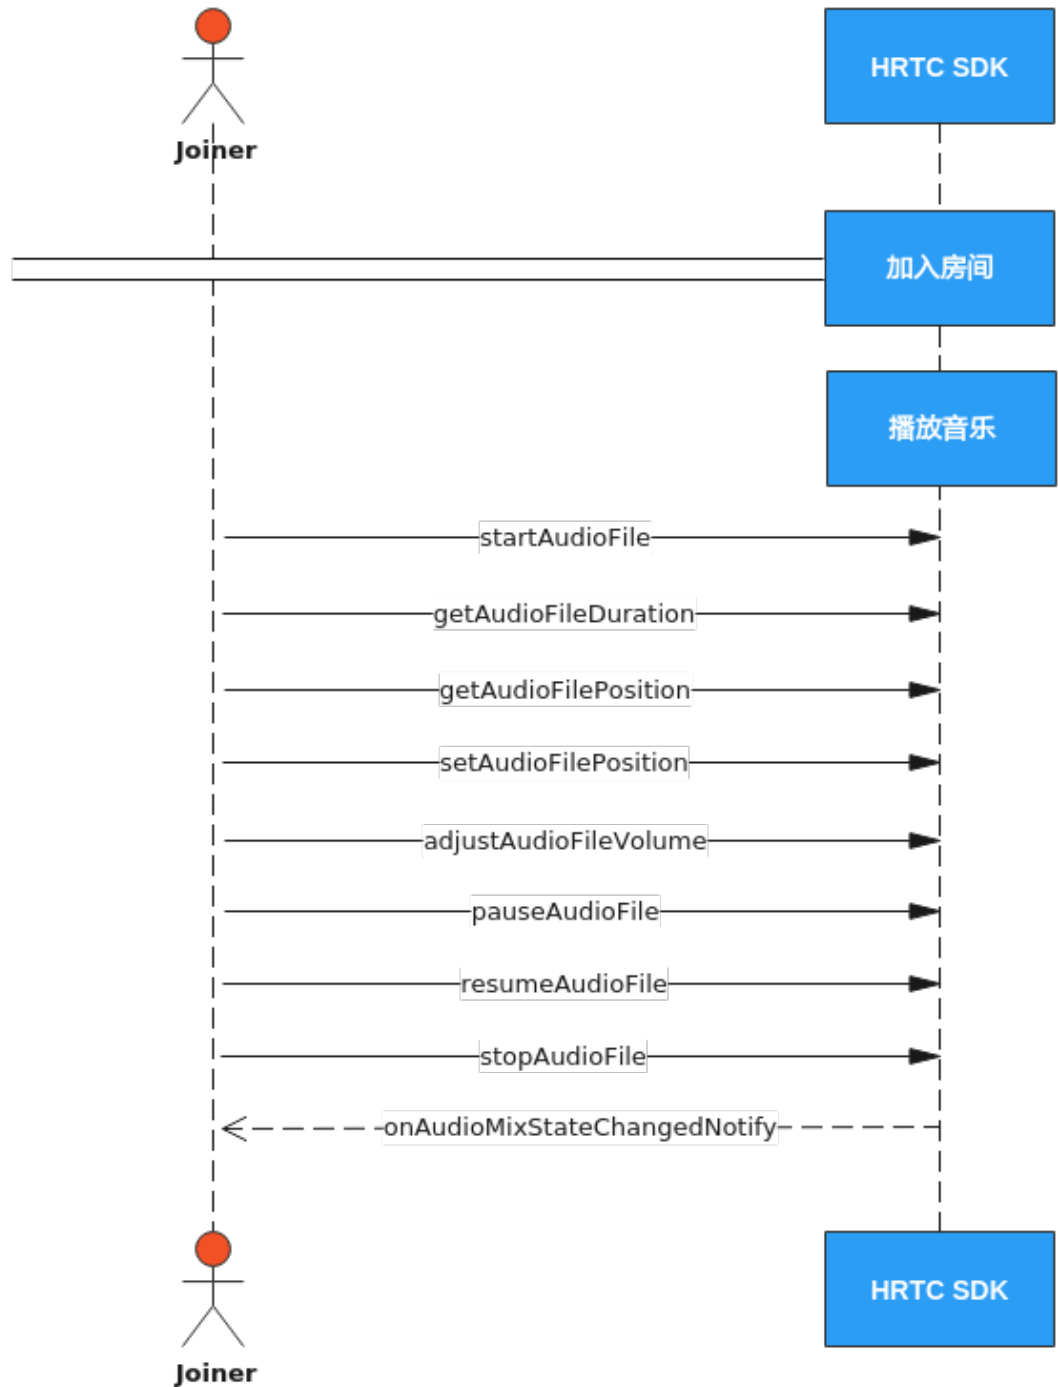 HRTC SDK
Joiner
加入房间
播放音乐
startAudioFile
getAudioFileDuration
getAudioFilePosition
setAudioFilePosition
adjustAudioFileVolume
pauseAudioFile
resumeAudioFile
stopAudioFile
onAudioMixStateChangedNotify
HRTC SDK
Joiner